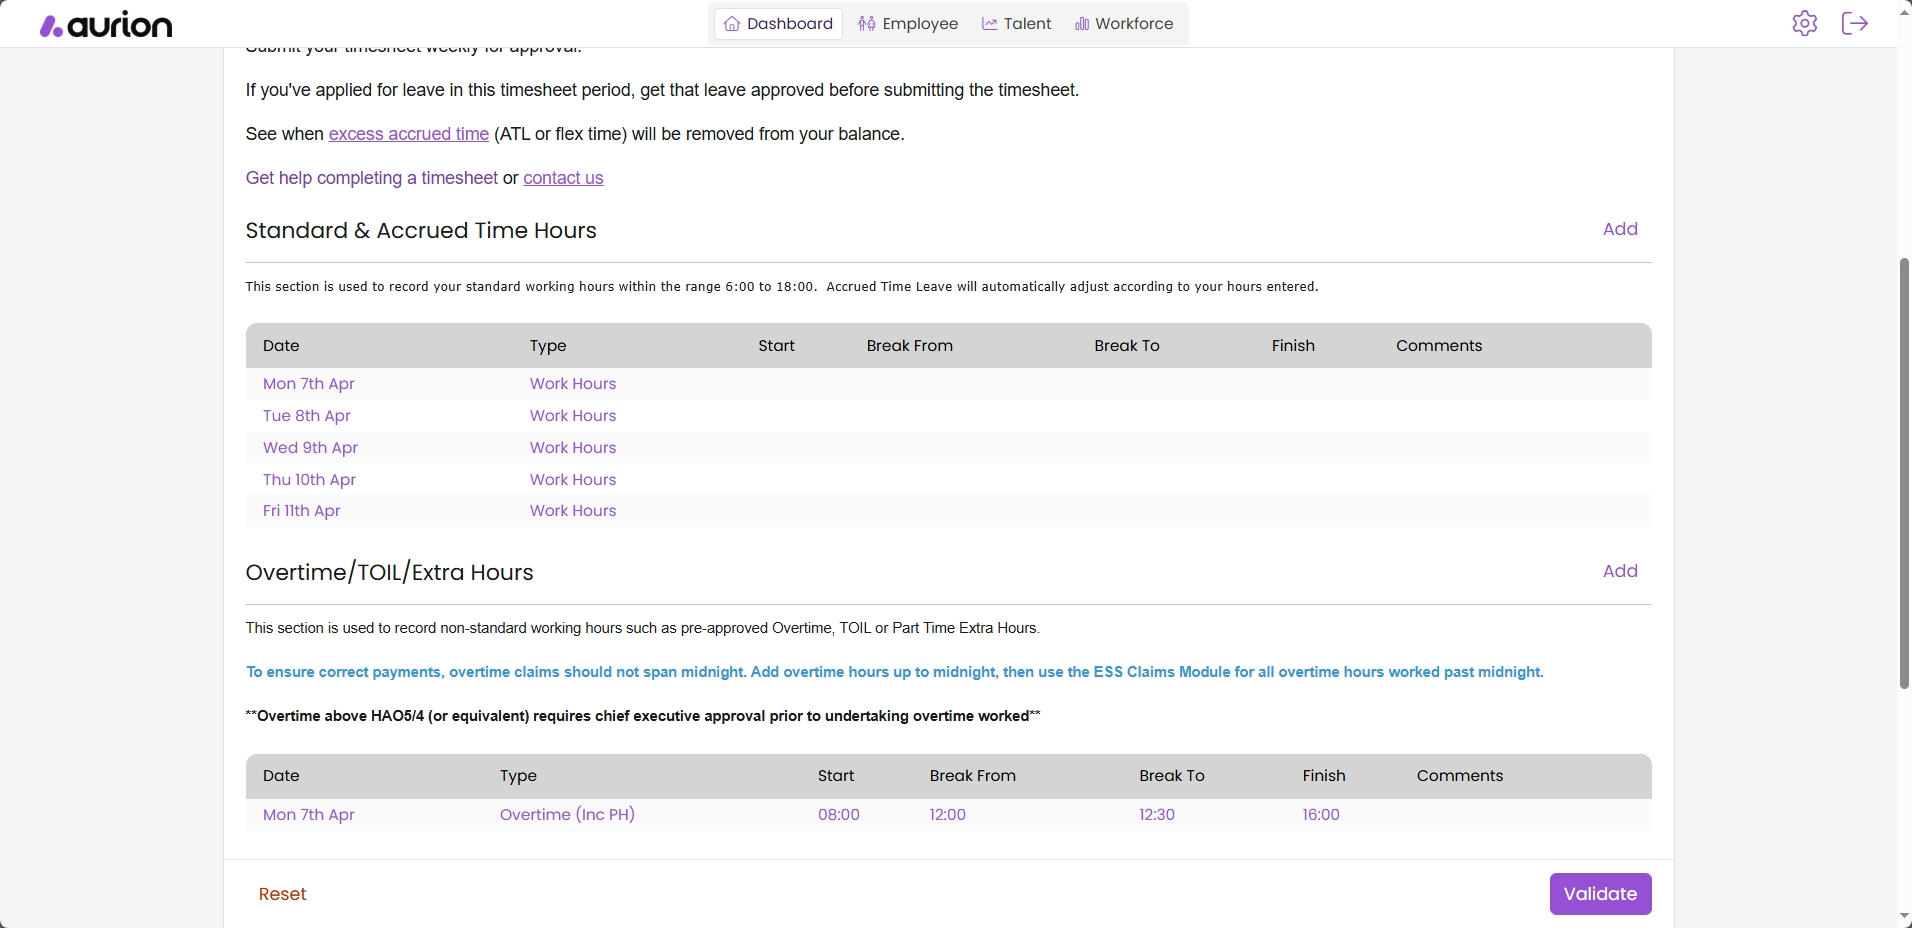 aurion
Dashboard Employee Talent Workforce
Submit your timesheet weekly for approval.
If you've applied for leave in this timesheet period, get that leave approved before submitting the timesheet.
See when excess accrued time (ATL or flex time) will be removed from your balance.
Get help completing a timesheet or contact us
Standard & Accrued Time Hours Add
This section is used to record your standard working hours within the range 6:00 to 18:00. Accrued Time Leave will automatically adjust according to your hours entered.
Date Type Start Break From Break To Finish Comments
Mon 7th Apr Work Hours
Tue 8th Apr Work Hours
Wed 9th Apr Work Hours
Thu 10th Apr Work Hours
Fri 11th Apr Work Hours
Overtime/TOIL/Extra Hours Add
This section is used to record non-standard working hours such as pre-approved Overtime, TOIL or Part Time Extra Hours.
To ensure correct payments, overtime claims should not span midnight. Add overtime hours up to midnight, then use the ESS Claims Module for all overtime hours worked past midnight.
**Overtime above HAO5/4 (or equivalent) requires chief executive approval prior to undertaking overtime worked**
Date Type Start Break From Break To Finish Comments
Mon 7th Apr Overtime (Inc PH) 08:00 12:00 12:30 16:00
Reset Validate